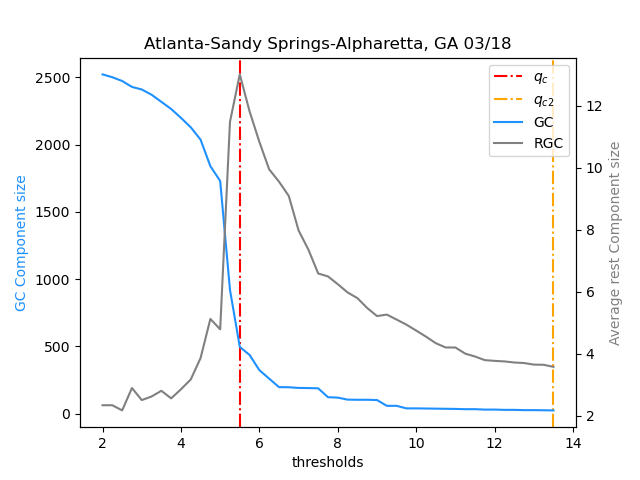 Atlanta-Sandy Springs-Alpharetta, GA 03/18
q_c
q_c2
GC
RGC
GC Component size
Average rest Component size
2500
2000
1500
1000
500
0
12
10
8
6
4
2
2 4 6 8 10 12 14
thresholds